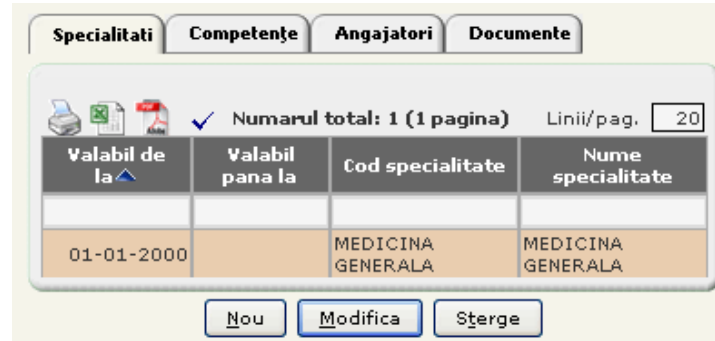 Specialitati Competențe Angajatori Documente
Numarul total: 1 (1 pagina) Linii/pag. 20
Valabil de la Valabil pana la Cod specialitate Nume specialitate
01-01-2000 MEDICINA GENERALA MEDICINA GENERALA
Nou Modifica Sterge